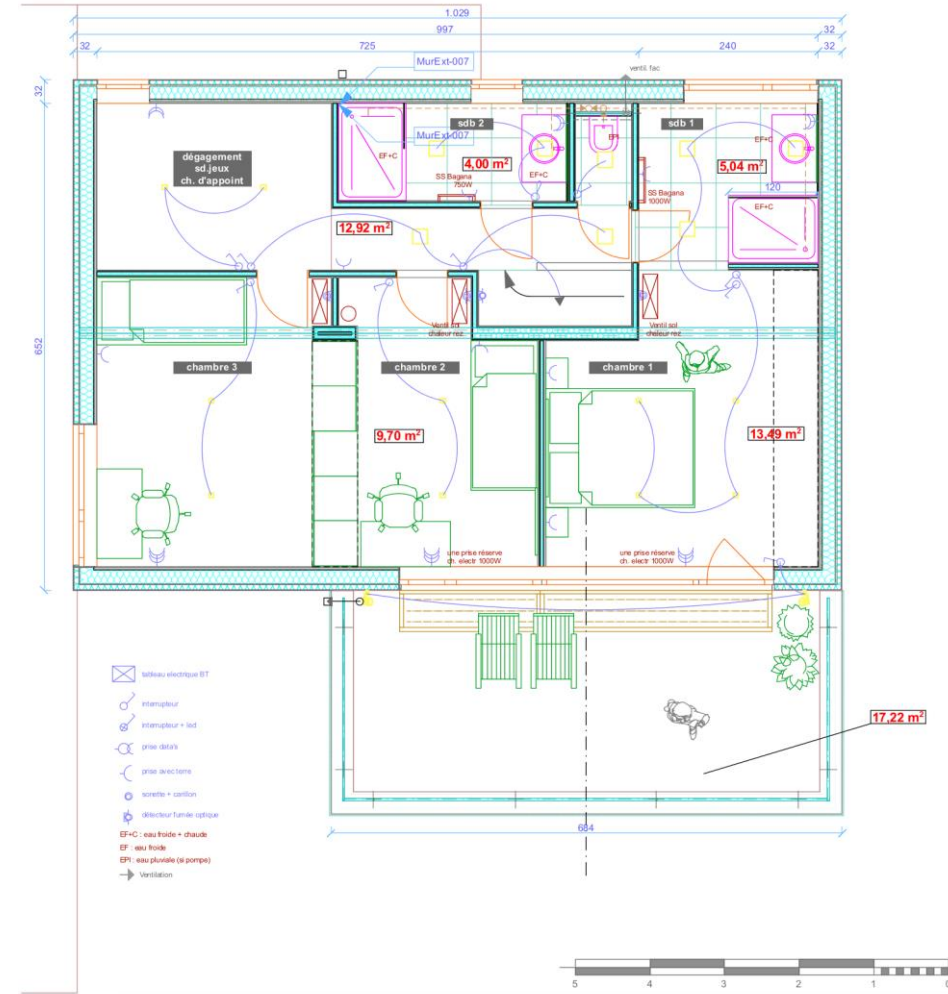 1.029
997
32
32
725
240
32
MurExt-007
ventil. fac
32
sdb 2
sdb 1
MurExt-007
EPI
EF+C
dégagement
sd.jeux
ch. d'appoint
EF+C
4,00 m²
5,04 m²
EF+C
SS Bagana
750W
SS Bagana
1000W
120
EF+C
12,92 m²
Ventil sol
chaleur rez
Ventil sol
chaleur rez
652
chambre 3
chambre 2
chambre 1
9,70 m²
13,49 m²
une prise réserve
ch. electr 1000W
une prise réserve
ch. electr 1000W
17,22 m²
tableau electrique BT
interrupteur
interrupteur + led
prise data's
prise avec terre
sonette + carillon
détecteur fumée optique
EF+C : eau froide + chaude
EF : eau froide
EPI : eau pluviale (si pompe)
Ventilation
684
5 4 3 2 1 0